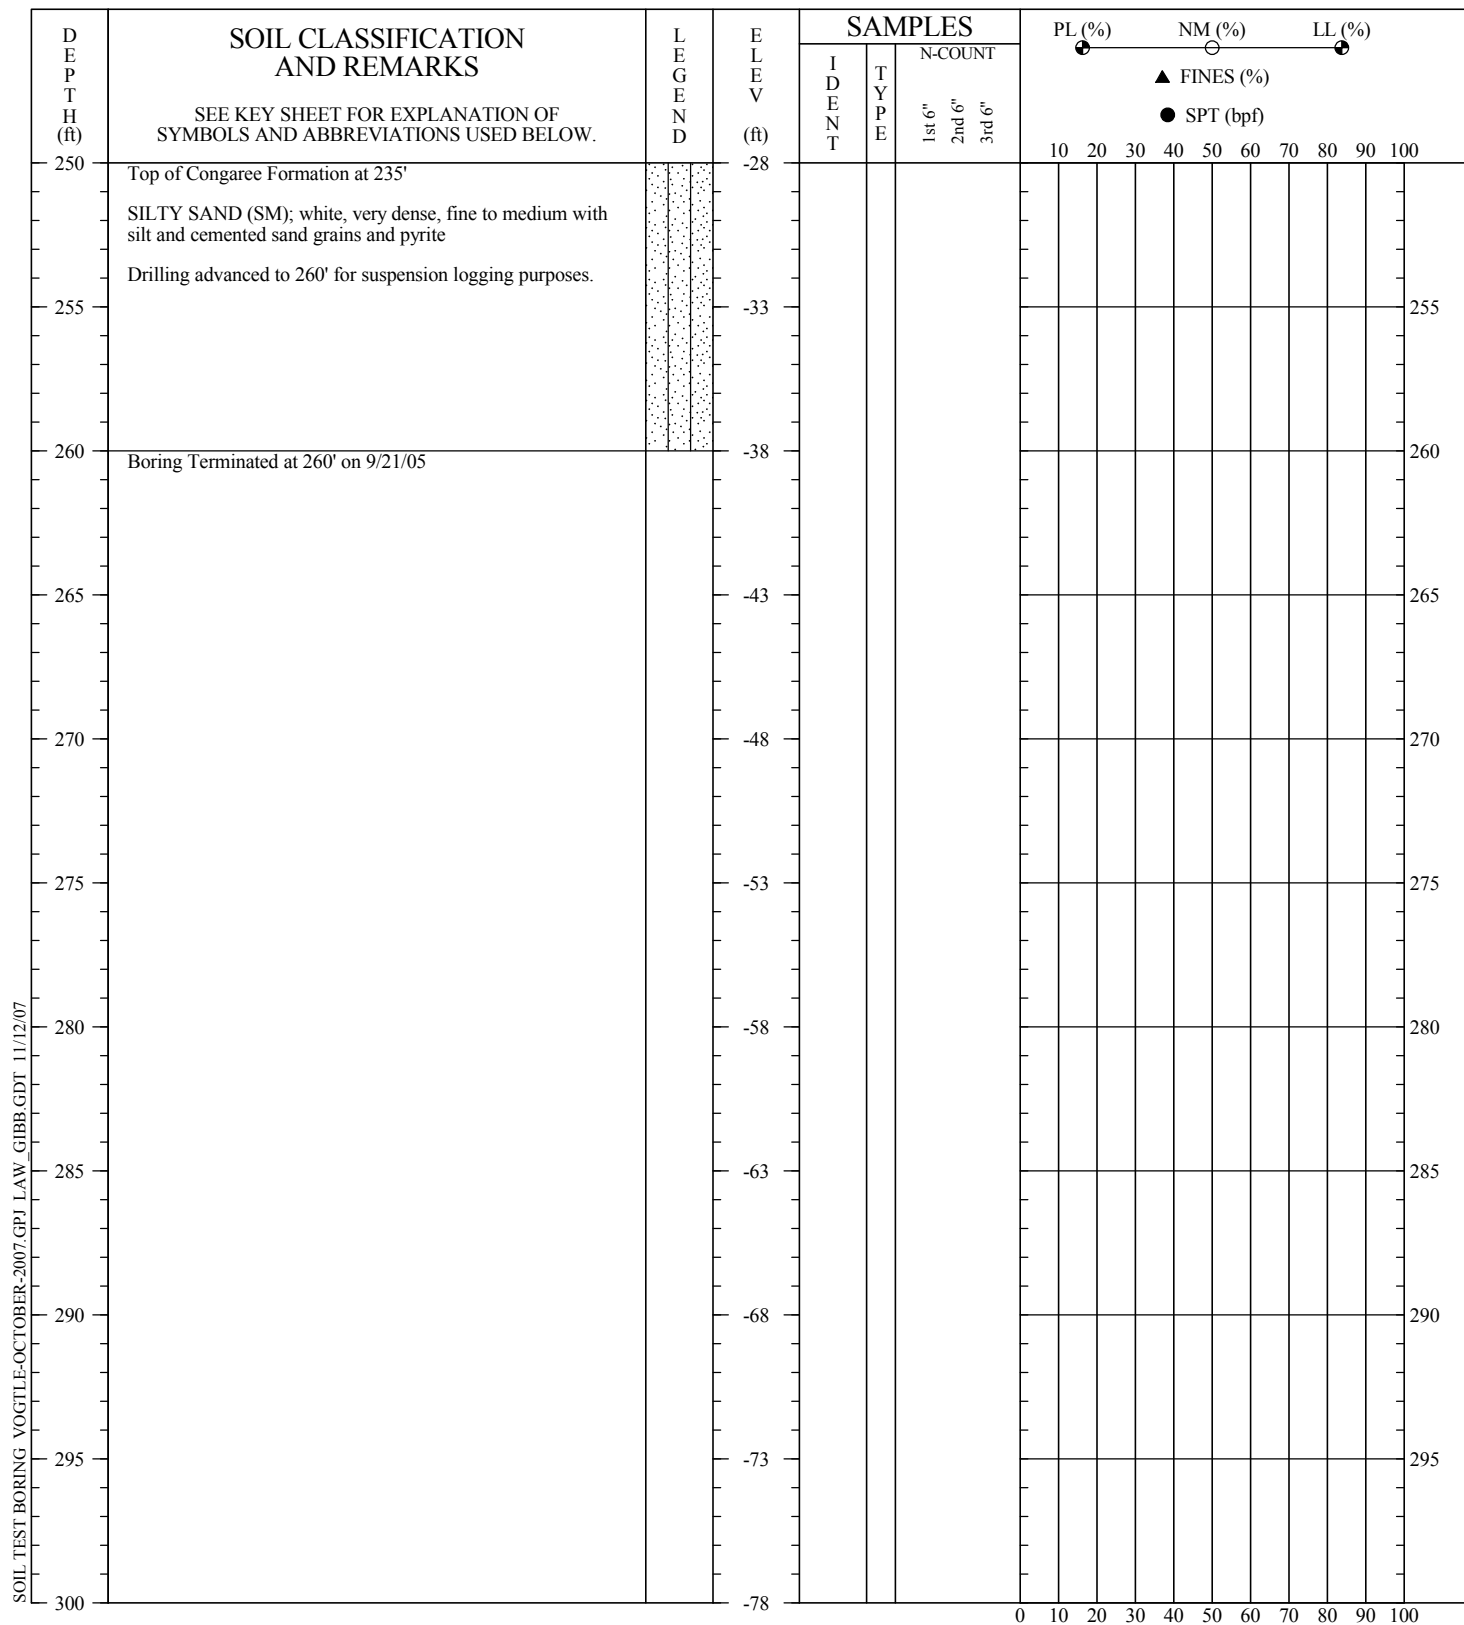 DEPTH (ft)
SOIL CLASSIFICATION
AND REMARKS
SEE KEY SHEET FOR EXPLANATION OF
SYMBOLS AND ABBREVIATIONS USED BELOW.
LEGEND
ELEV (ft)
SAMPLES
IDENT
TYPE
N-COUNT
1st 6"
2nd 6"
3rd 6"
PL (%) NM (%) LL (%)
▲ FINES (%)
● SPT (bpf)
10 20 30 40 50 60 70 80 90 100
250 -28
Top of Congaree Formation at 235'
SILTY SAND (SM); white, very dense, fine to medium with
silt and cemented sand grains and pyrite
Drilling advanced to 260' for suspension logging purposes.
255 -33 255
260 -38 260
Boring Terminated at 260' on 9/21/05
265 -43 265
270 -48 270
275 -53 275
280 -58 280
285 -63 285
290 -68 290
295 -73 295
300 -78
0 10 20 30 40 50 60 70 80 90 100
SOIL TEST BORING VOGTLE-OCTOBER-2007.GPJ LAW_GIBB.GDT 11/12/07